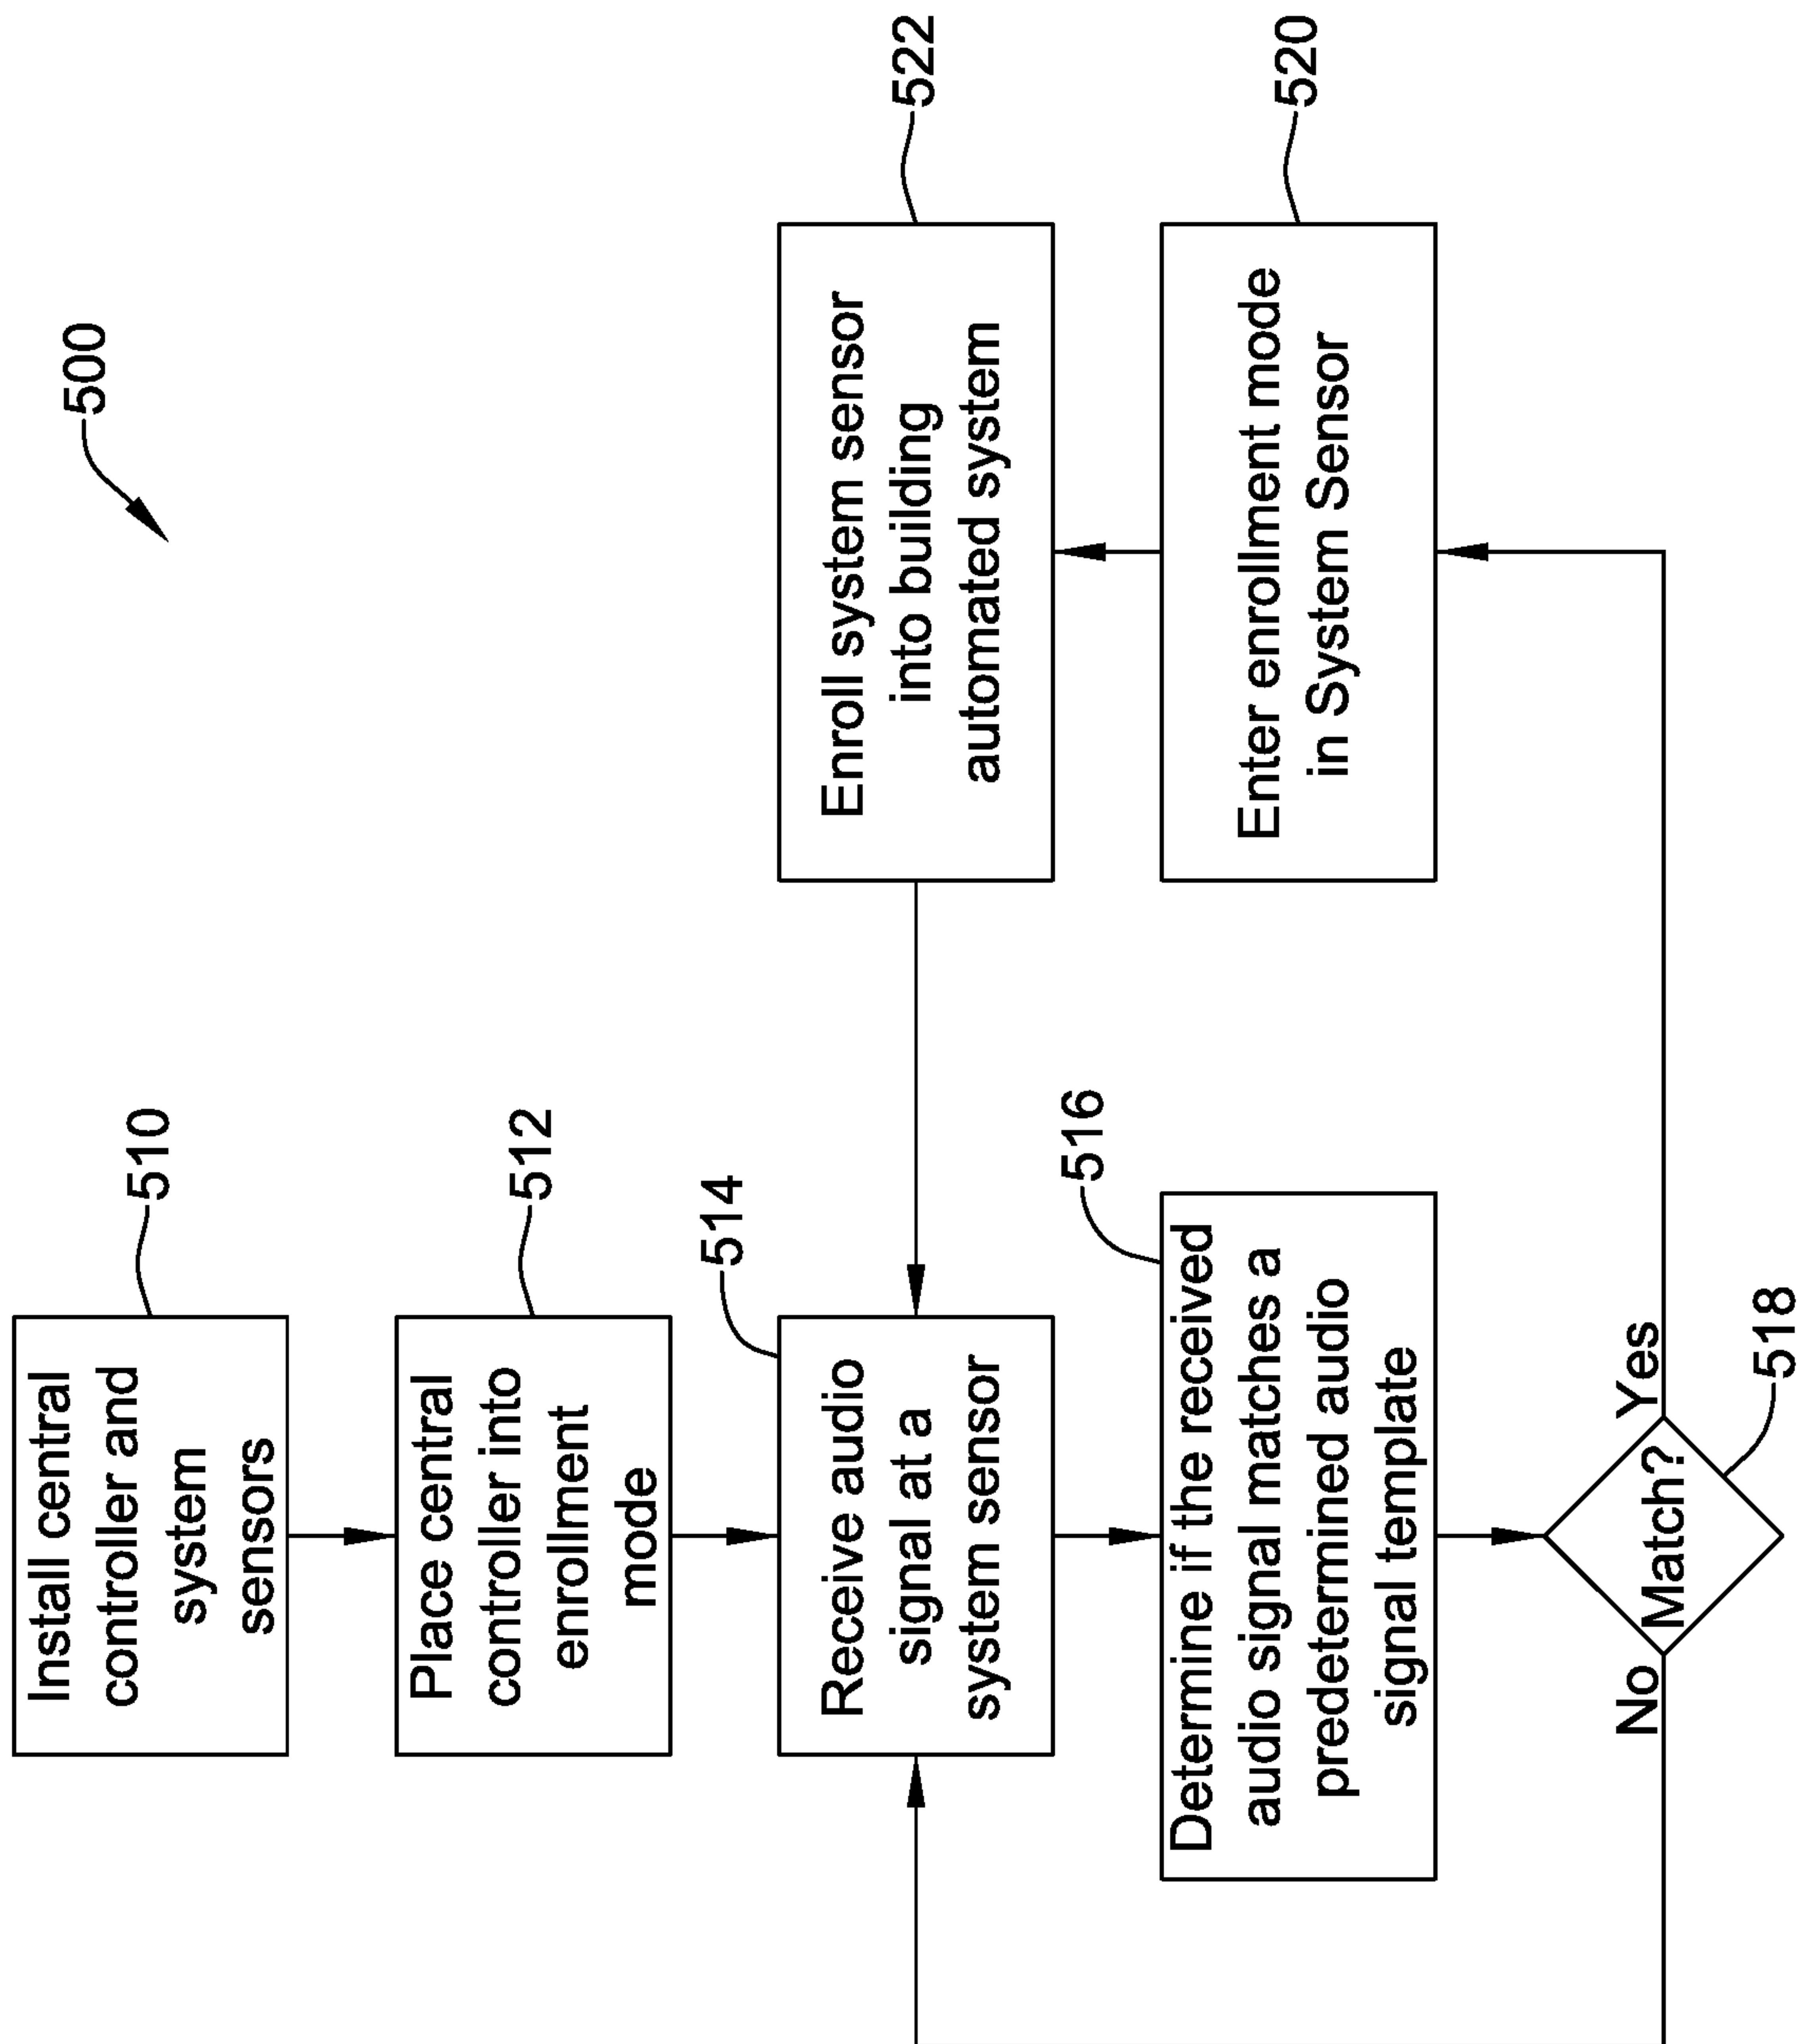 500
Install central
controller and
system
sensors
510
Place central
controller into
enrollment
mode
512
Receive audio
signal at a
system sensor
514
Determine if the received
audio signal matches a
predetermined audio
signal template
516
Match?
518
No
Yes
Enter enrollment mode
in System Sensor
520
Enroll system sensor
into building
automated system
522